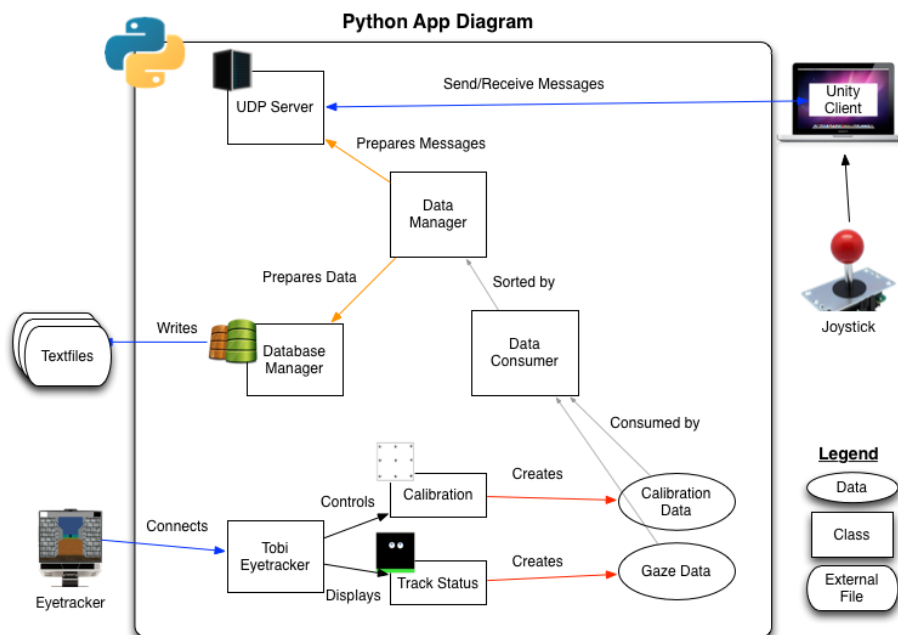 Python App Diagram
UDP Server
Send/Receive Messages
Unity
Client
Prepares Messages
Data
Manager
Prepares Data
Sorted by
Joystick
Writes
Textfiles
Database
Manager
Data
Consumer
Consumed by
Legend
Data
Class
External
File
Controls
Calibration
Creates
Calibration
Data
Connects
Tobi
Eyetracker
Eyetracker
Displays
Track Status
Creates
Gaze Data